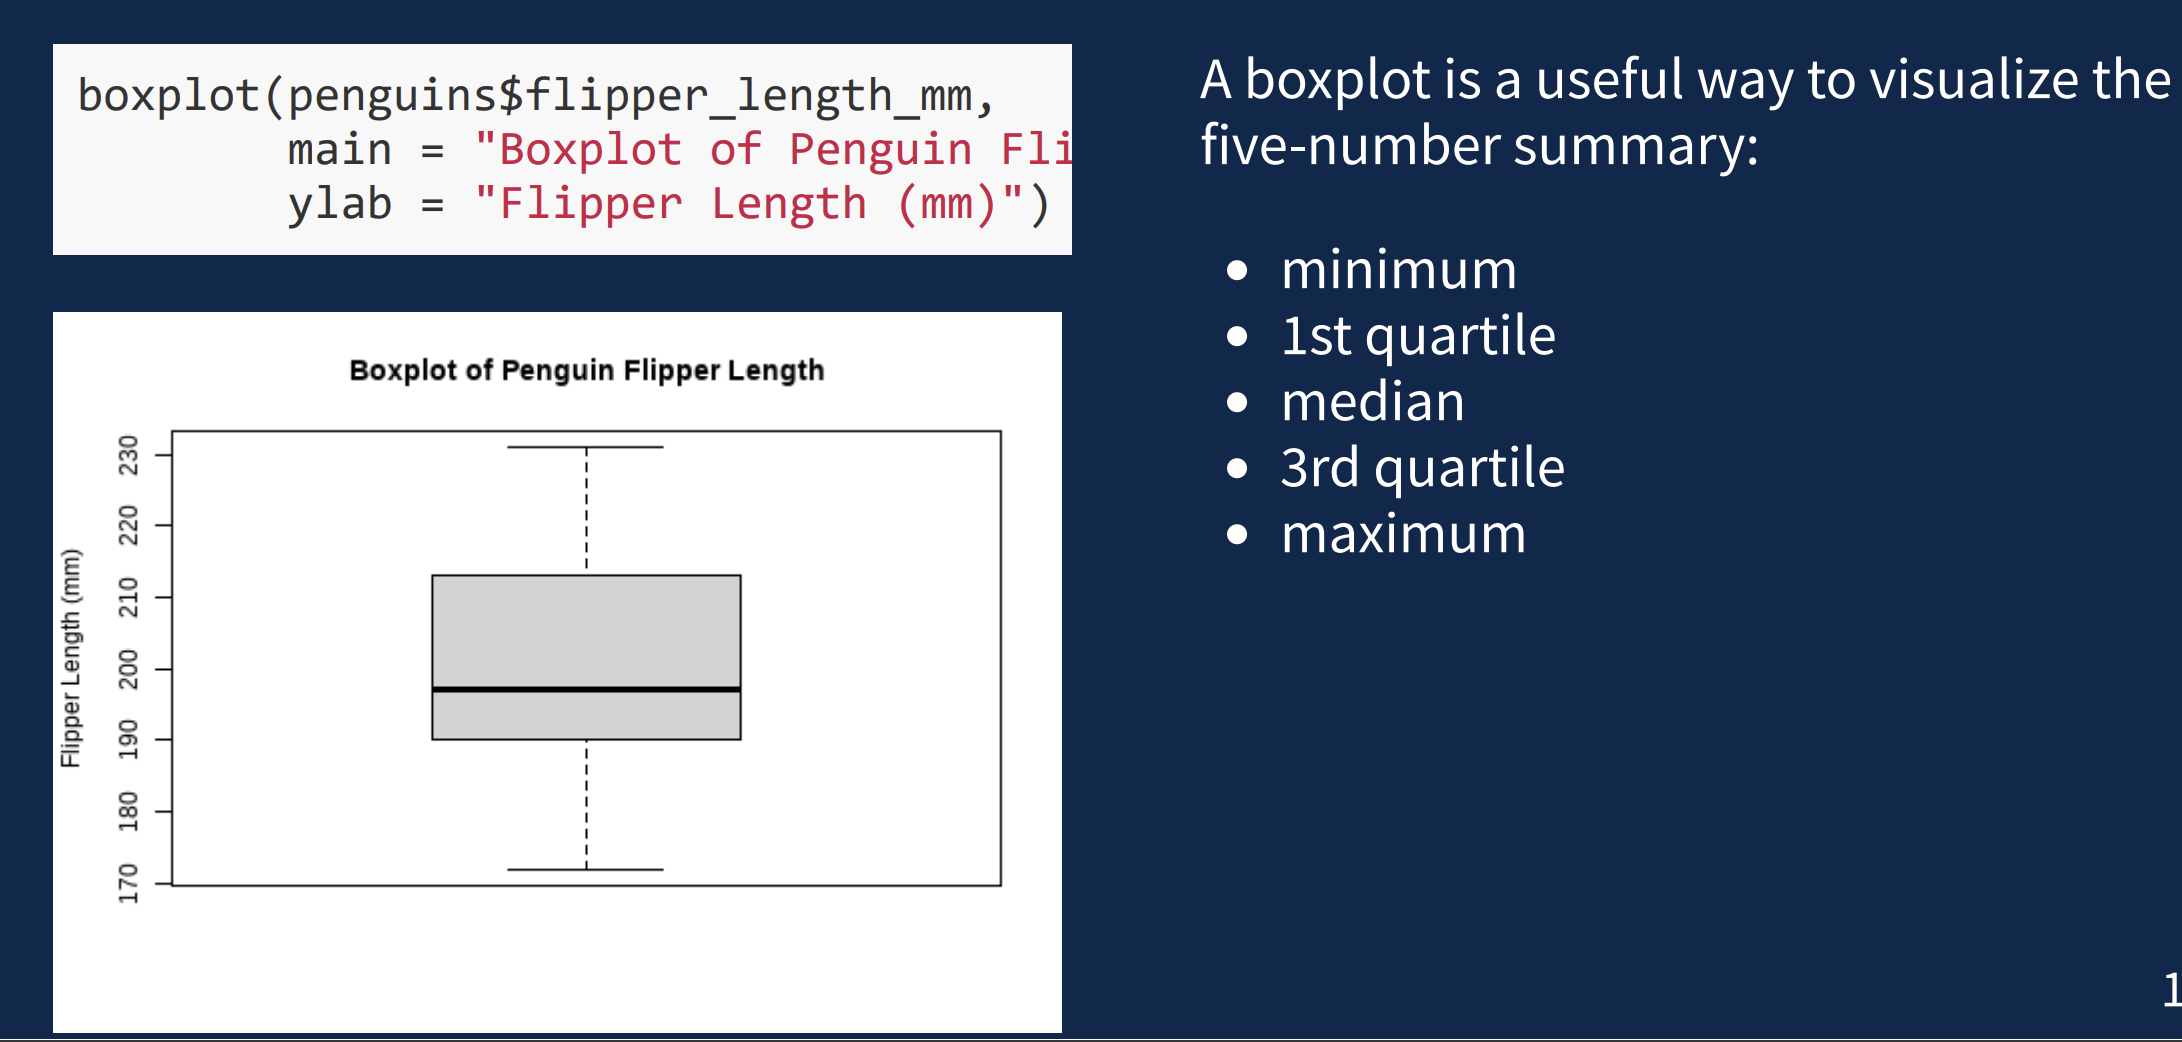 boxplot(penguins$flipper_length_mm,
main = "Boxplot of Penguin Fli
ylab = "Flipper Length (mm)")
Boxplot of Penguin Flipper Length
230
220
210
200
190
180
170
Flipper Length (mm)
A boxplot is a useful way to visualize the
five-number summary:
• minimum
• 1st quartile
• median
• 3rd quartile
• maximum
1